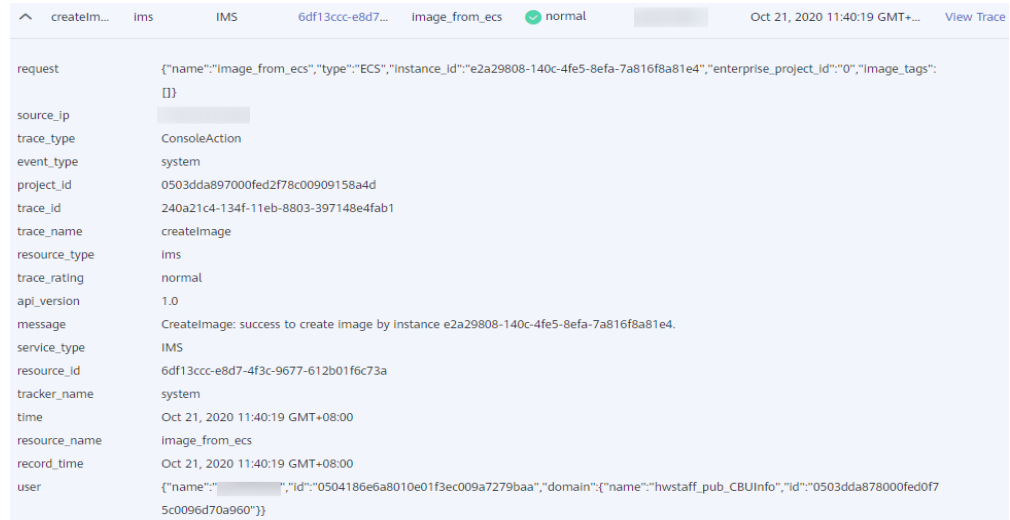 createIm... ims IMS 6df13ccc-e8d7... image_from_ecs normal Oct 21, 2020 11:40:19 GMT+... View Trace
request {"name":"image_from_ecs","type":"ECS","instance_id":"e2a29808-140c-4fe5-8efa-7a816f8a81e4","enterprise_project_id":"0","image_tags":
[]}
source_ip
trace_type ConsoleAction
event_type system
project_id 0503dda897000fed2f78c00909158a4d
trace_id 240a21c4-134f-11eb-8803-397148e4fab1
trace_name createImage
resource_type ims
trace_rating normal
api_version 1.0
message CreateImage: success to create image by instance e2a29808-140c-4fe5-8efa-7a816f8a81e4.
service_type IMS
resource_id 6df13ccc-e8d7-4f3c-9677-612b01f6c73a
tracker_name system
time Oct 21, 2020 11:40:19 GMT+08:00
resource_name image_from_ecs
record_time Oct 21, 2020 11:40:19 GMT+08:00
user {"name":" ","id":"0504186e6a8010e01f3ec009a7279baa","domain":{"name":"hwstaff_pub_CBUInfo","id":"0503dda878000fed0f7
5c0096d70a960"}}